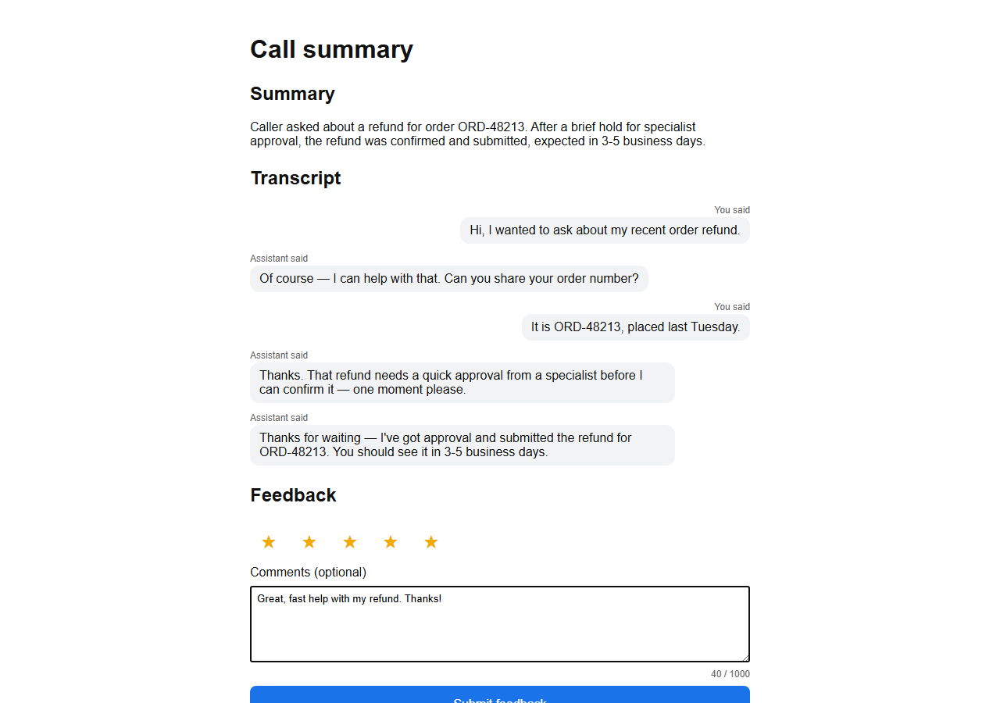 Call summary
Summary
Caller asked about a refund for order ORD-48213. After a brief hold for specialist
approval, the refund was confirmed and submitted, expected in 3-5 business days.
Transcript
You said
Hi, I wanted to ask about my recent order refund.
Assistant said
Of course — I can help with that. Can you share your order number?
You said
It is ORD-48213, placed last Tuesday.
Assistant said
Thanks. That refund needs a quick approval from a specialist before I
can confirm it — one moment please.
Assistant said
Thanks for waiting — I've got approval and submitted the refund for
ORD-48213. You should see it in 3-5 business days.
Feedback
★ ★ ★ ★ ★
Comments (optional)
Great, fast help with my refund. Thanks!
40 / 1000
Submit feedback